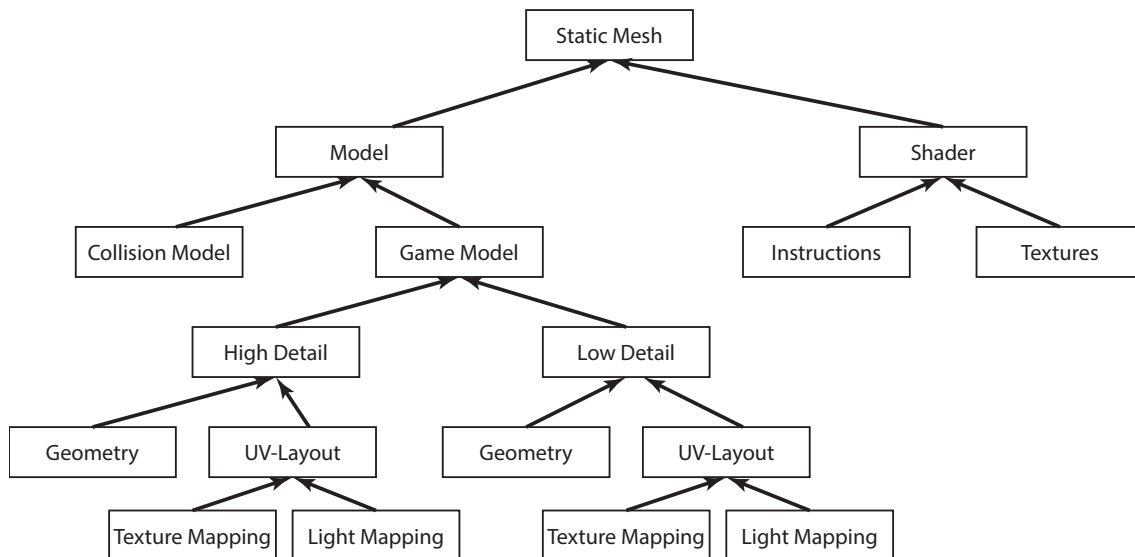 Static Mesh
Model
Shader
Collision Model
Game Model
Instructions
Textures
High Detail
Low Detail
Geometry
UV-Layout
Geometry
UV-Layout
Texture Mapping
Light Mapping
Texture Mapping
Light Mapping